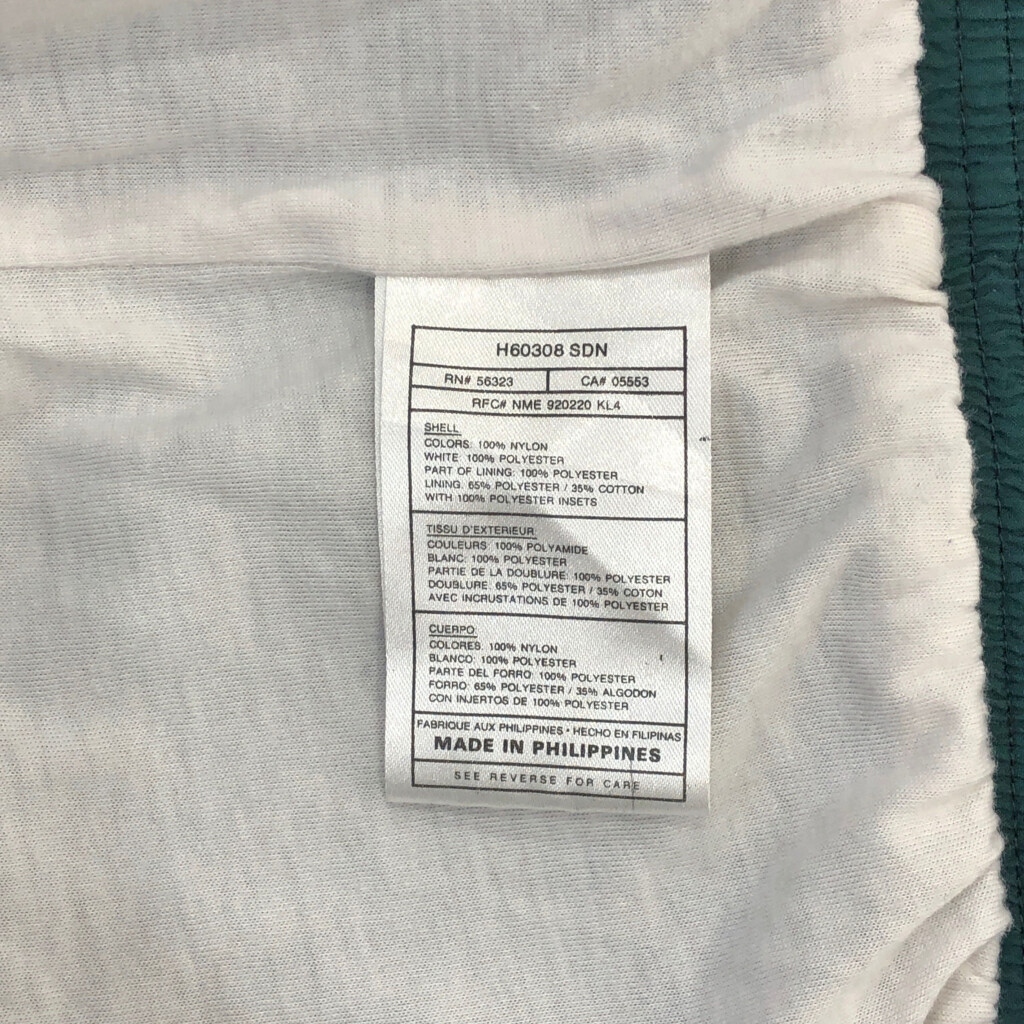 H60308 SDN
RN# 56323 CA# 05553
RFC# NME 920220 KL4
SHELL
COLORS: 100% NYLON
WHITE: 100% POLYESTER
PART OF LINING: 100% POLYESTER
LINING: 65% POLYESTER / 35% COTTON
WITH 100% POLYESTER INSETS
TISSU D'EXTERIEUR:
COULEURS: 100% POLYAMIDE
BLANC: 100% POLYESTER
PARTIE DE LA DOUBLURE: 100% POLYESTER
DOUBLURE: 65% POLYESTER / 35% COTON
AVEC INCRUSTATIONS DE 100% POLYESTER
CUERPO:
COLORES: 100% NYLON
BLANCO: 100% POLYESTER
PARTE DEL FORRO: 100% POLYESTER
FORRO: 65% POLYESTER / 35% ALGODON
CON INJERTOS DE 100% POLYESTER
FABRIQUE AUX PHILIPPINES • HECHO EN FILIPINAS
MADE IN PHILIPPINES
SEE REVERSE FOR CARE